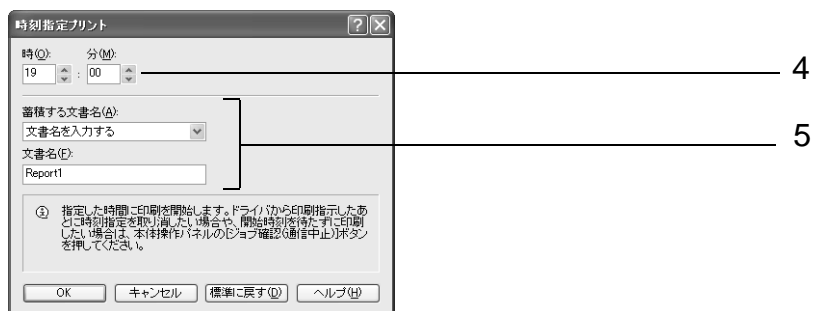 時刻指定プリント
時(O): 分(M):
19 : 00
4
蓄積する文書名(A):
文書名を入力する
5
文書名(F):
Report1
指定した時間に印刷を開始します。ドライバから印刷指示したあ
とに時刻指定を取り消したい場合や、開始時刻を待たずに印刷
したい場合は、本体操作パネルの[ジョブ確認(通信中止)]ボタン
を押してください。
OK キャンセル 標準に戻す(D) ヘルプ(H)